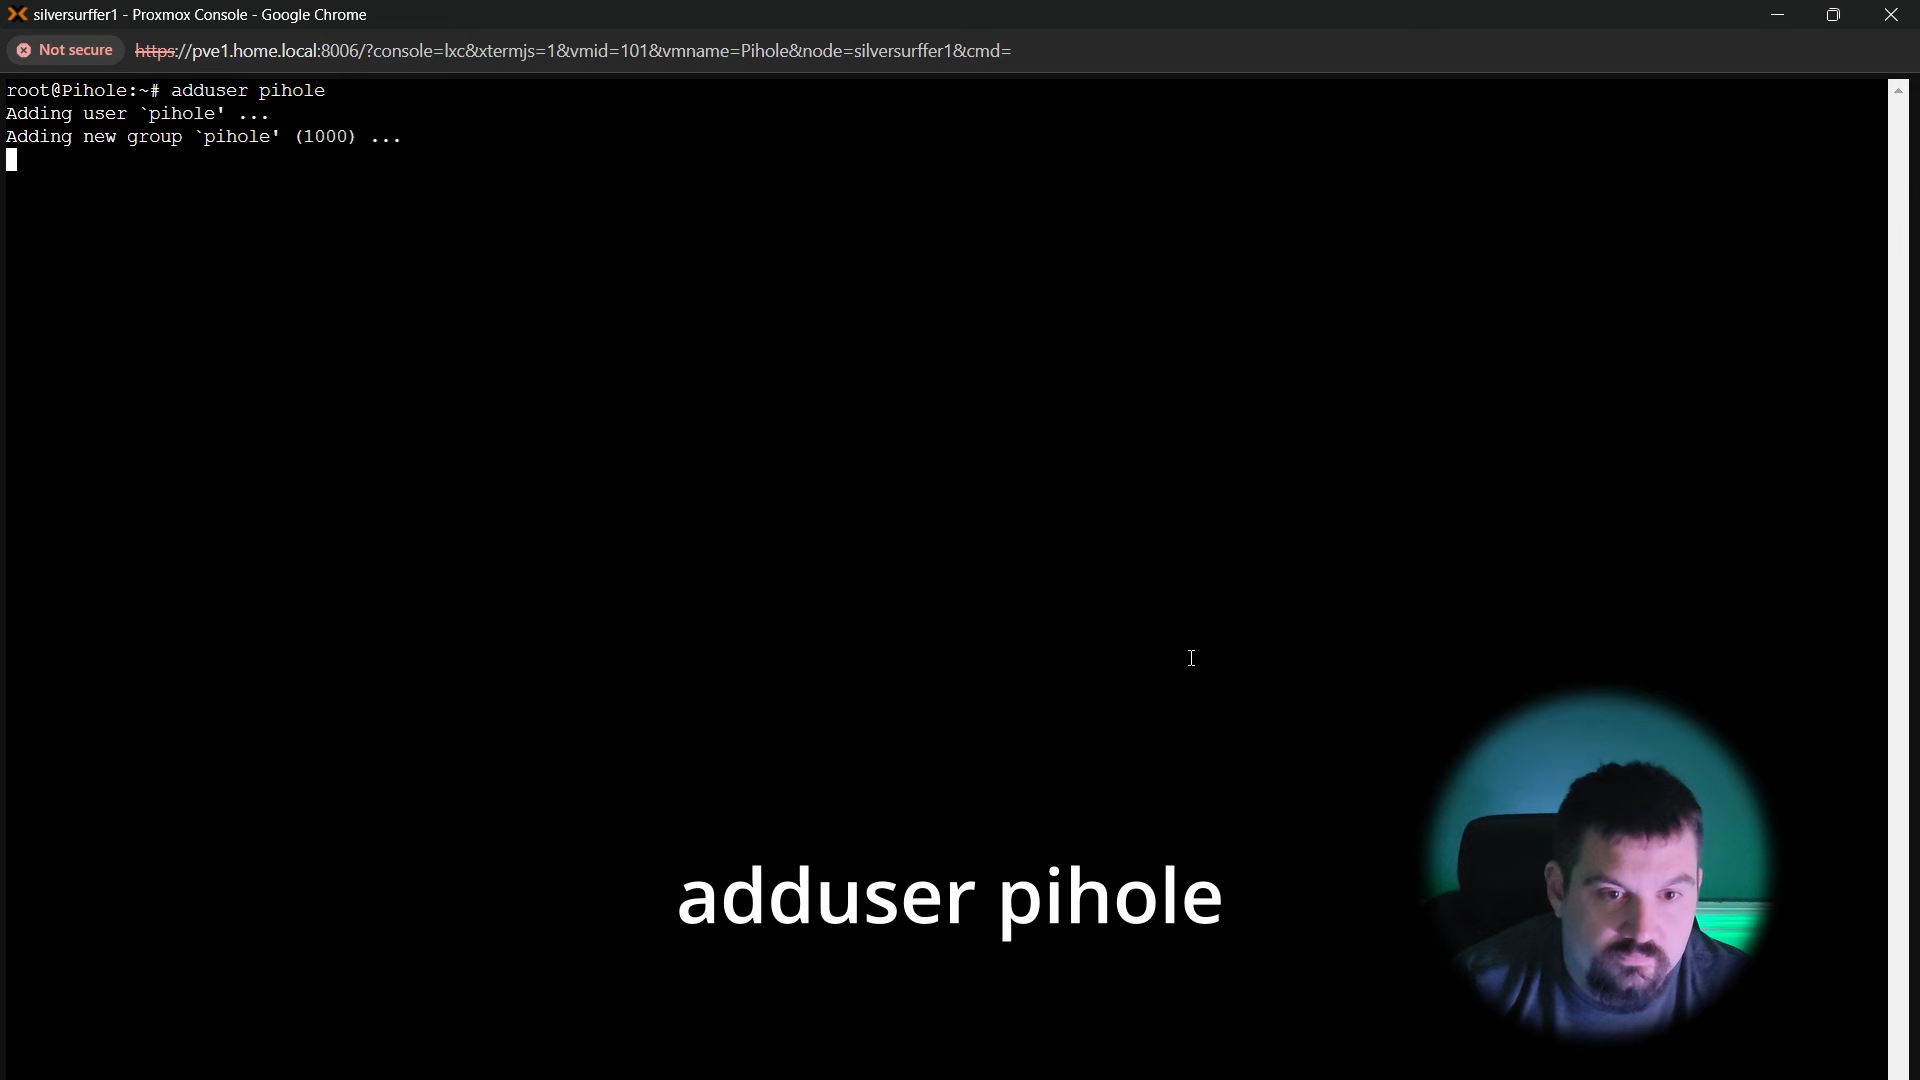 silversurffer1 - Proxmox Console - Google Chrome
Not secure https://pve1.home.local:8006/?console=lxc&xtermjs=1&vmid=101&vmname=Pihole&node=silversurffer1&cmd=
root@Pihole:~# adduser pihole
Adding user `pihole' ...
Adding new group `pihole' (1000) ...
adduser pihole